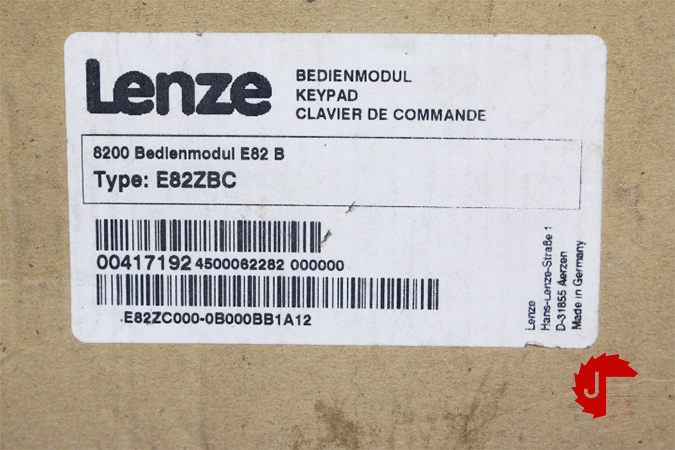 Lenze
BEDIENMODUL
KEYPAD
CLAVIER DE COMMANDE
8200 Bedienmodul E82 B
Type: E82ZBC
00417192 4500062282 000000
E82ZC000-0B000BB1A12
Lenze
Hans-Lenze-Straße 1
D-31855 Aerzen
Made in Germany
J